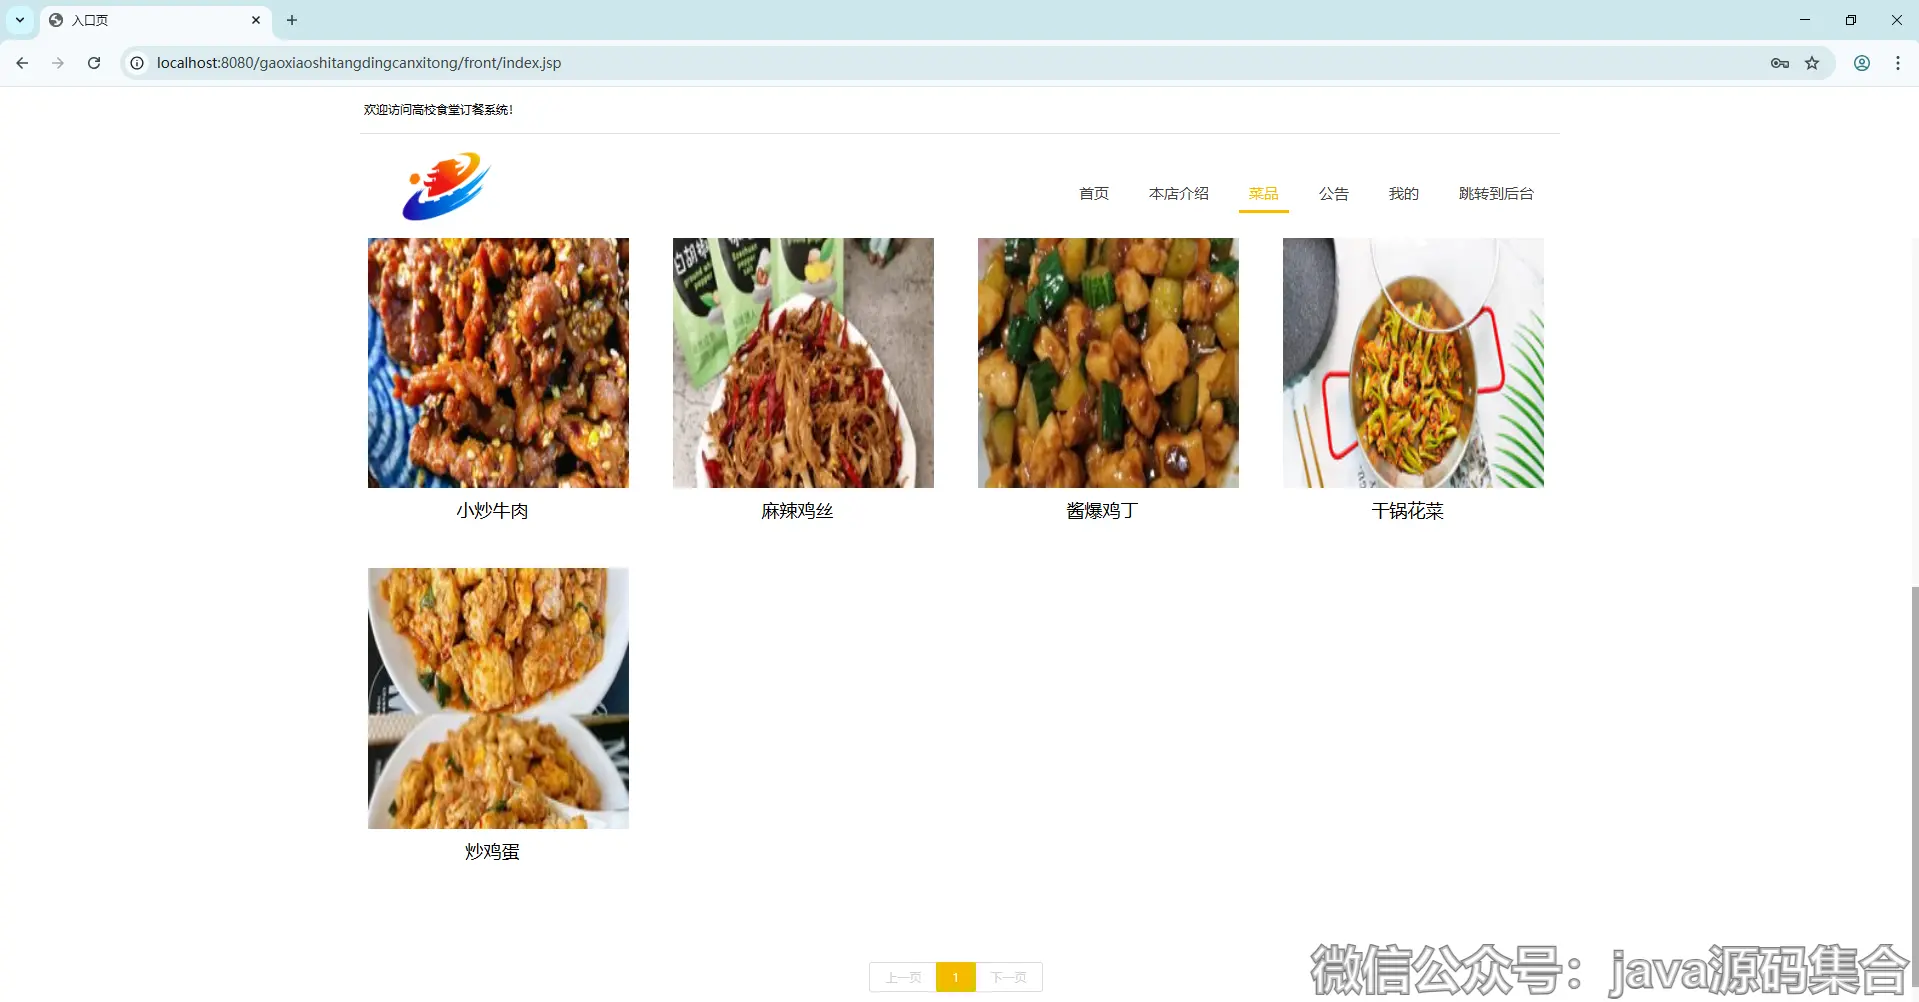 入口页
localhost:8080/gaoxiaoshitangdingcanxitong/front/index.jsp
欢迎访问高校食堂订餐系统!
首页 本店介绍 菜品 公告 我的 跳转到后台
小炒牛肉 麻辣鸡丝 酱爆鸡丁 干锅花菜
炒鸡蛋
上一页 1 下一页
微信公众号：java源码集合